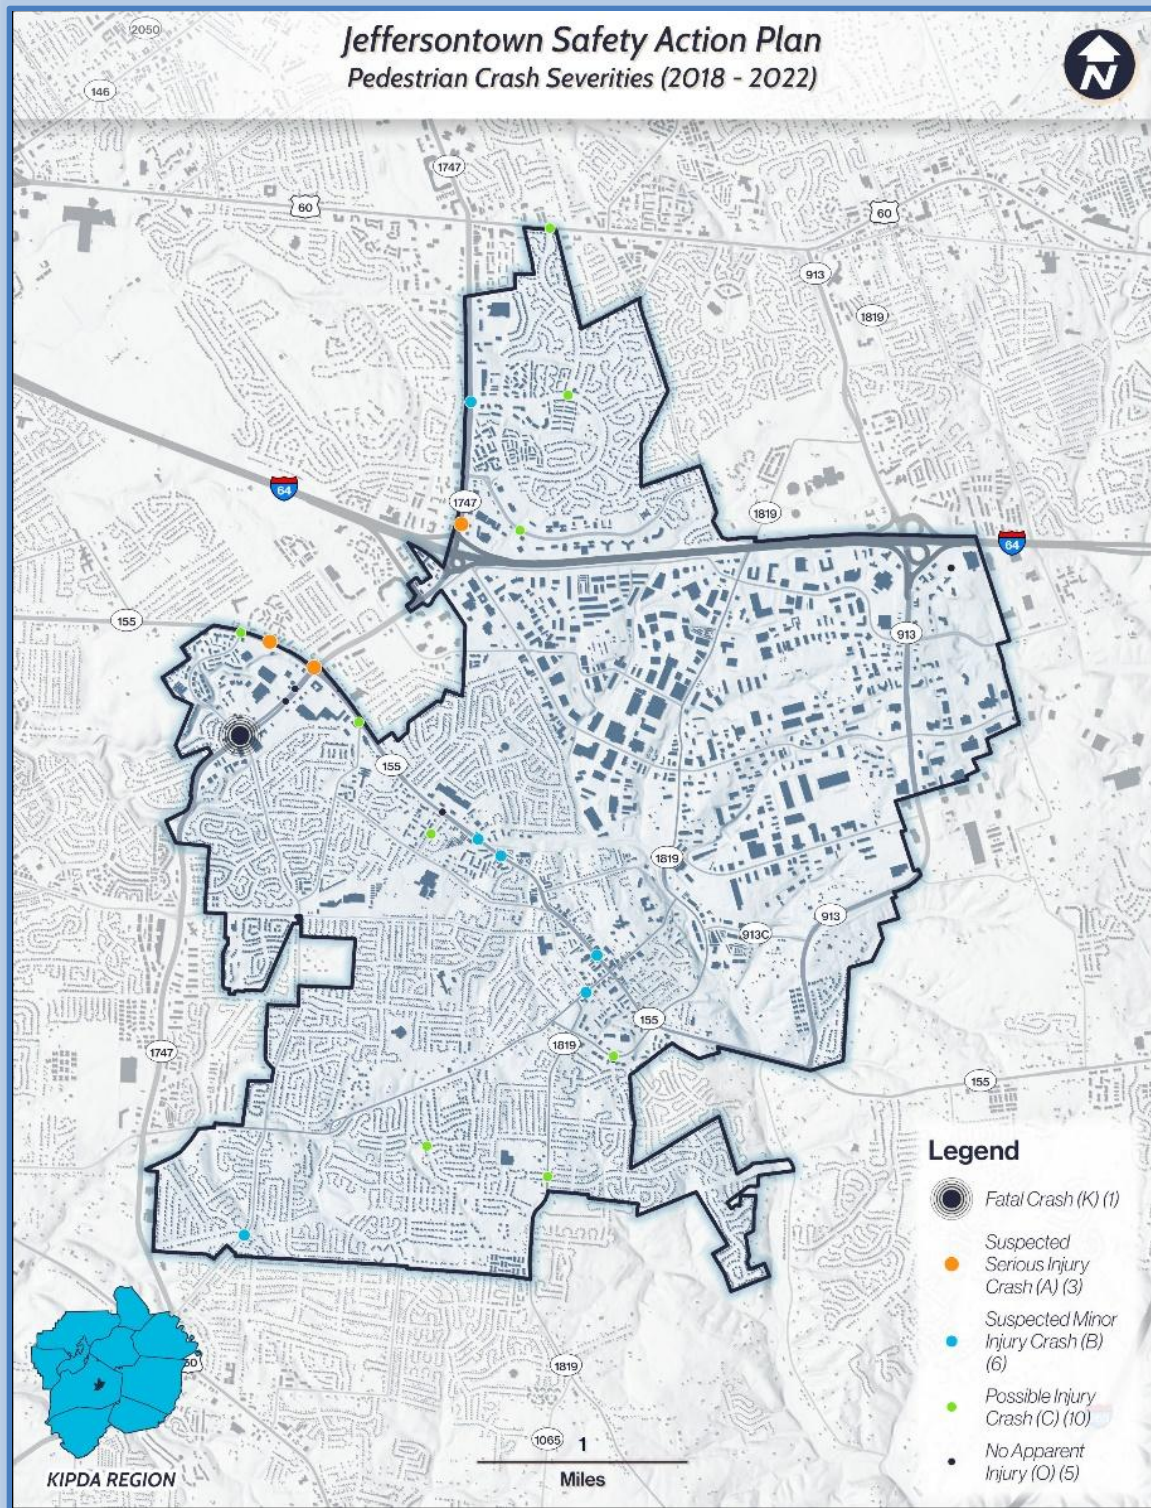 Jeffersontown Safety Action Plan
Pedestrian Crash Severities (2018 - 2022)
N
2050
146
1747
60
60
913
1819
64
1747
1819
64
155
913
155
1819
913
913C
155
1819
1747
155
Legend
Fatal Crash (K) (1)
Suspected
Serious Injury
Crash (A) (3)
Suspected Minor
Injury Crash (B)
(6)
Possible Injury
Crash (C) (10)
No Apparent
Injury (O) (5)
1819
1065
1
Miles
KIPDA REGION